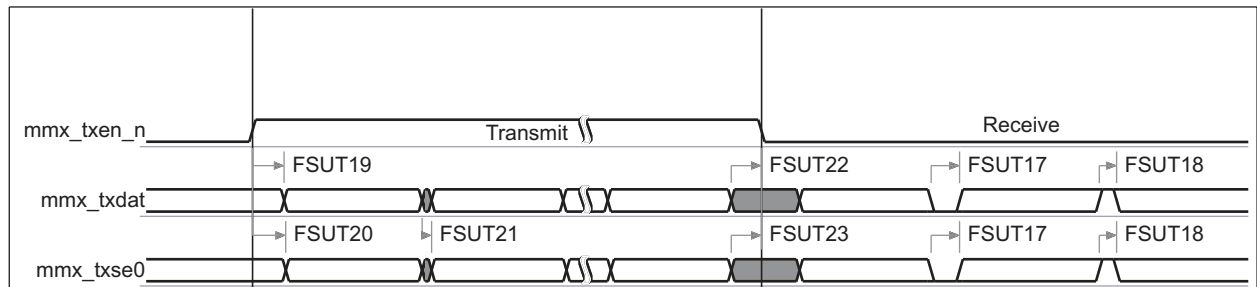 mmx_txen_n Transmit Receive
FSUT19 FSUT22 FSUT17 FSUT18
mmx_txdat
FSUT20 FSUT21 FSUT23 FSUT17 FSUT18
mmx_txse0